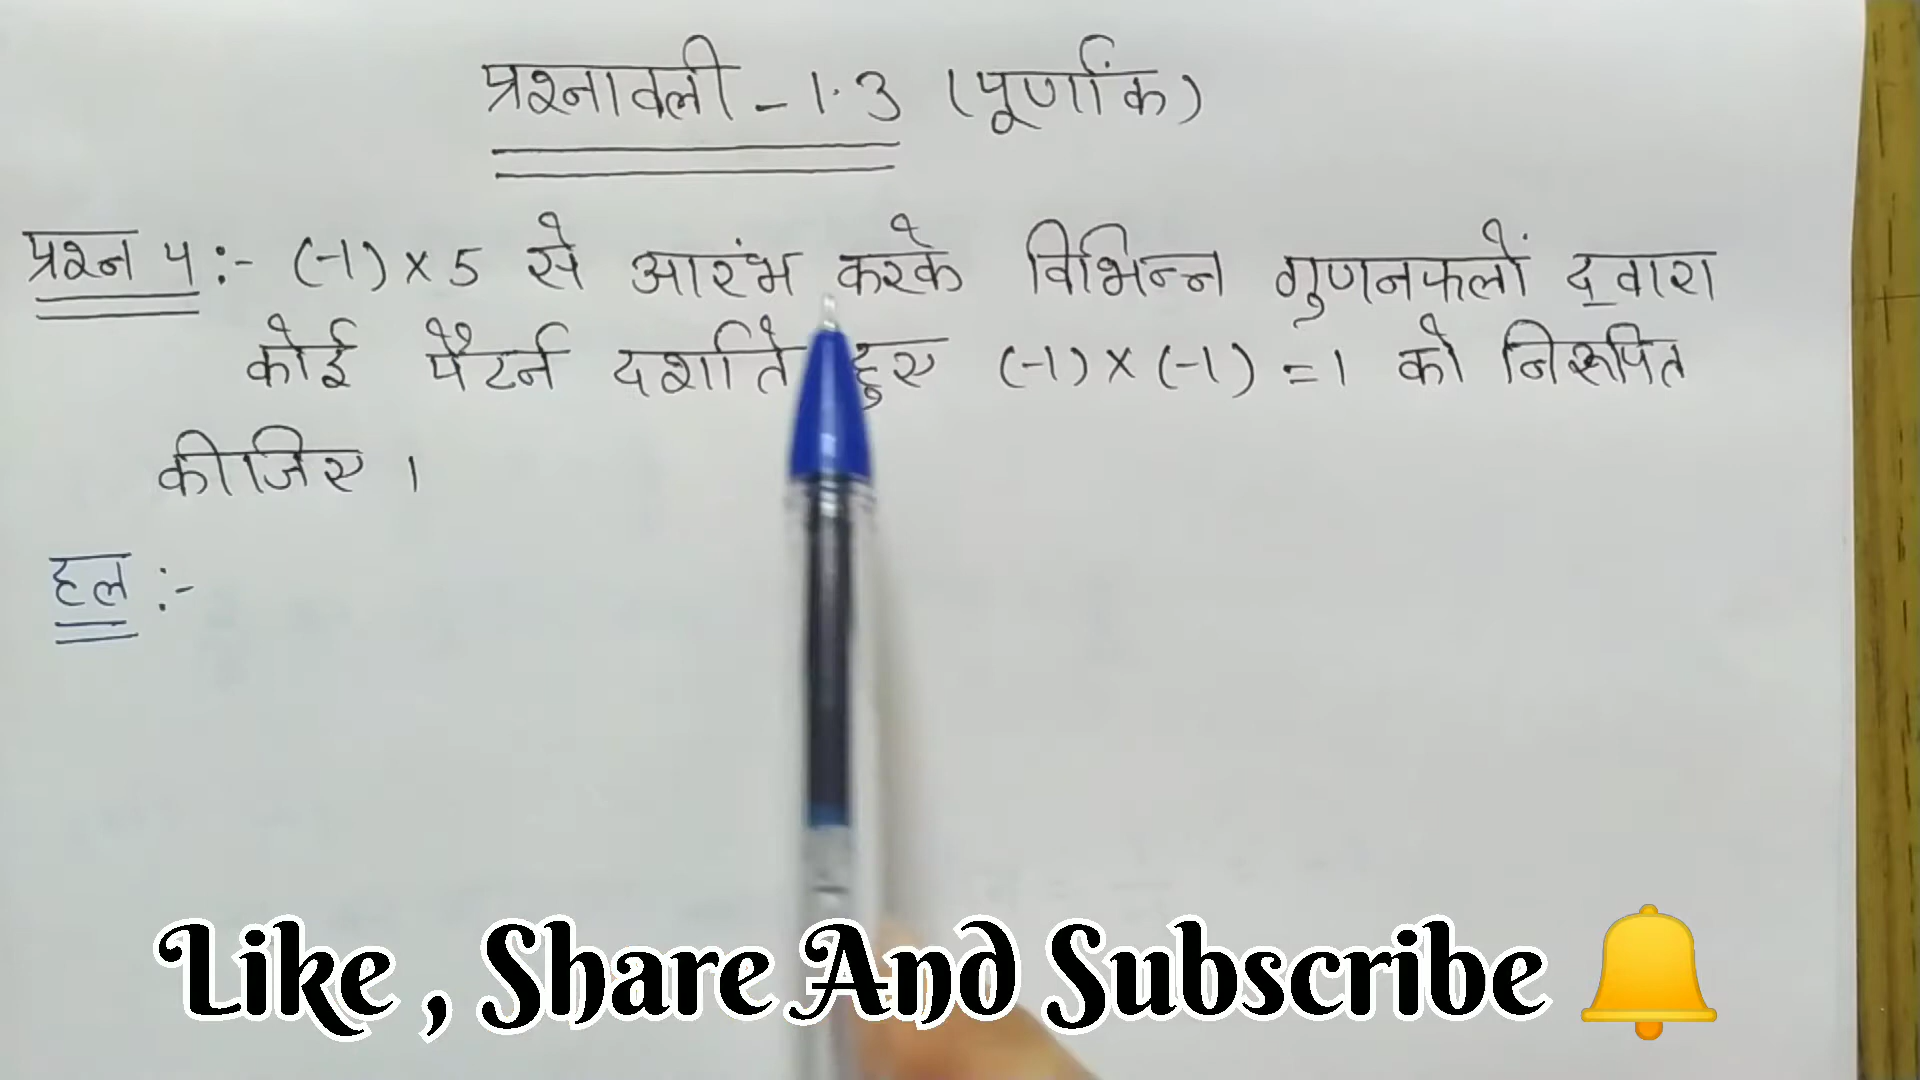 प्रश्नावली - 1.3 (पूर्णांक)
प्रश्न 4 :- (-1) × 5 से आरंभ करके विभिन्न गुणनफलों द्वारा
कोई पैटर्न दर्शाते हुए (-1) × (-1) = 1 को निरूपित
कीजिए ।
हल :-
Like , Share And Subscribe